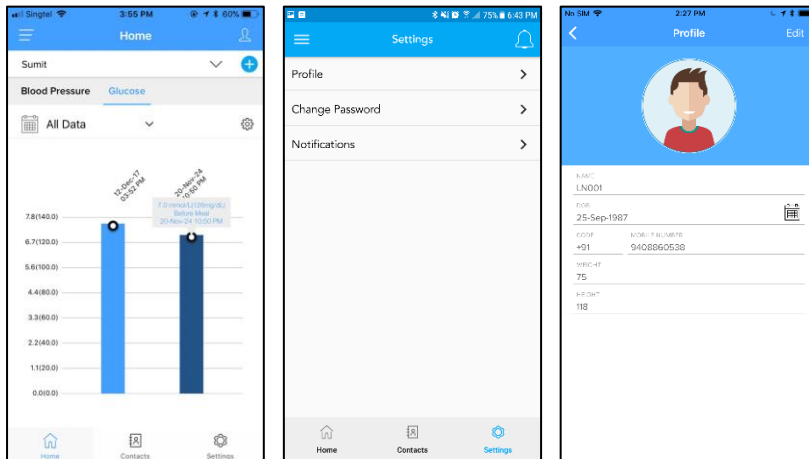 Singtel 3:55 PM 60%
Home
Sumit
Blood Pressure Glucose
All Data
12-Dec-17
03:52 PM
20-Nov-24
10:50 PM
7.0 mmol/L(126mg/dL)
Before Meal
20-Nov-24 10:50 PM
7.8(140.0)
6.7(120.0)
5.6(100.0)
4.4(80.0)
3.3(60.0)
2.2(40.0)
1.1(20.0)
0.0(0.0)
Home Contacts Settings
75% 6:43 PM
Settings
Profile
Change Password
Notifications
Home Contacts Settings
No SIM 2:27 PM
Profile Edit
NAME
LN001
DOB
25-Sep-1987
CODE MOBILE NUMBER
+91 9408860538
WEIGHT
75
HEIGHT
118